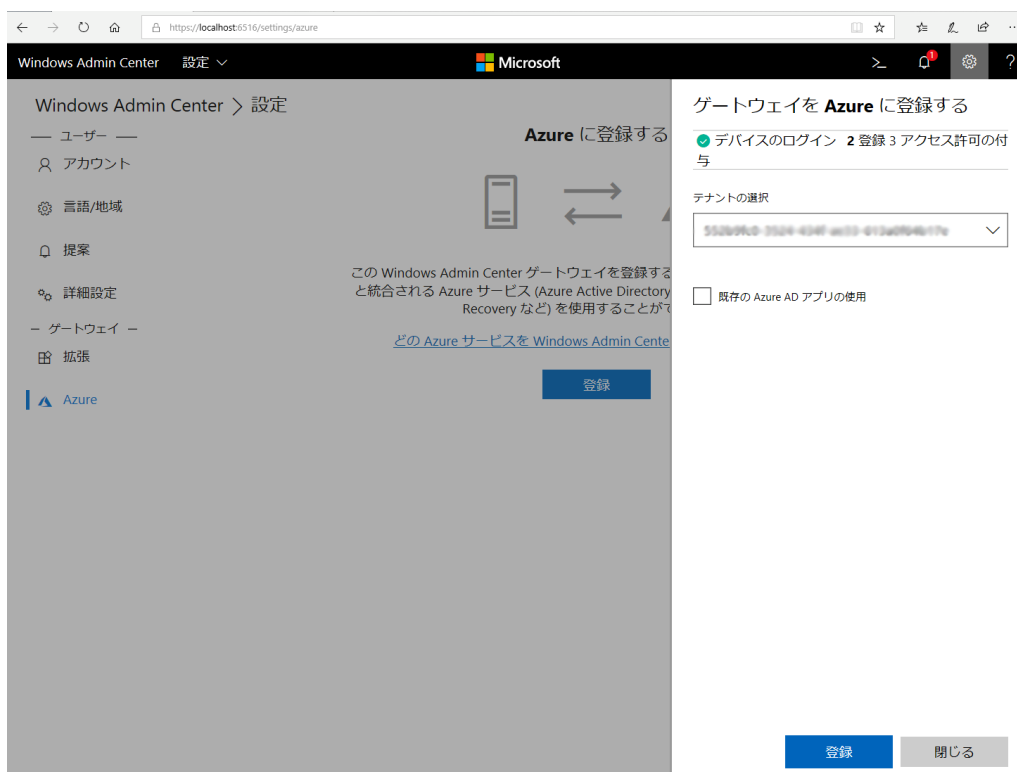 https://localhost:6516/settings/azure
Windows Admin Center 設定
Microsoft
1
?
Windows Admin Center > 設定
ユーザー
アカウント
言語/地域
提案
詳細設定
ゲートウェイ
拡張
Azure
Azure に登録する
この Windows Admin Center ゲートウェイを登録する
と統合される Azure サービス (Azure Active Directory
Recovery など) を使用することがで
どの Azure サービスを Windows Admin Cente
登録
ゲートウェイを Azure に登録する
デバイスのログイン 2 登録 3 アクセス許可の付
与
テナントの選択
既存の Azure AD アプリの使用
登録
閉じる